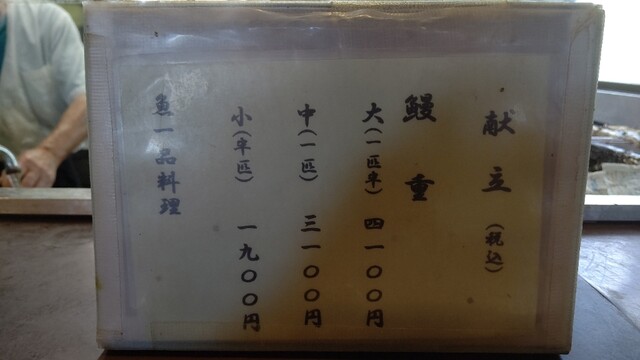 献立(税込)
鰻重
大(一匹半)四一〇〇円
中(一匹)三一〇〇円
小(半匹)一九〇〇円
魚一品料理